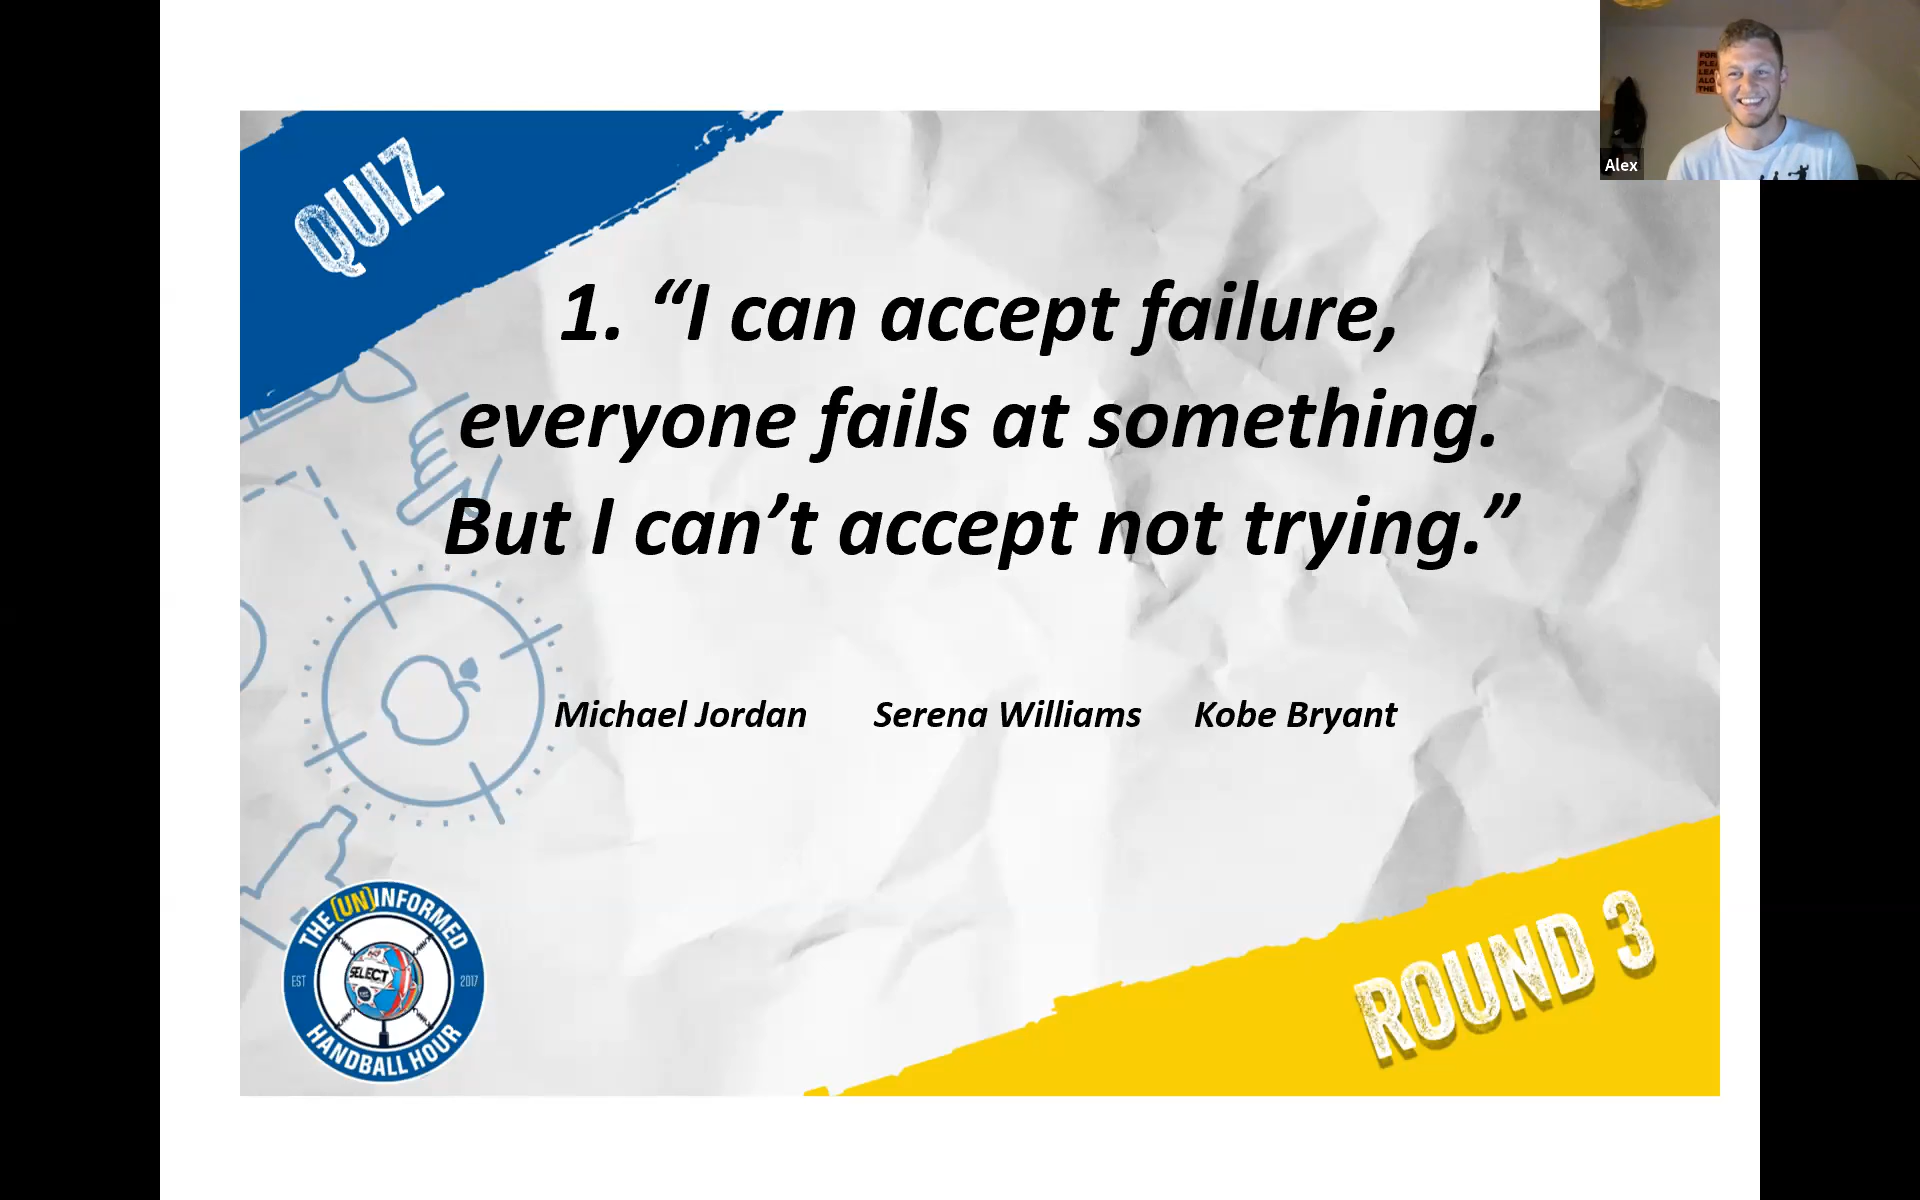 QUIZ
1. “I can accept failure,
everyone fails at something.
But I can’t accept not trying.”
Michael Jordan Serena Williams Kobe Bryant
ROUND 3
THE (UN)INFORMED
EST 2017
SELECT
HANDBALL HOUR
Alex